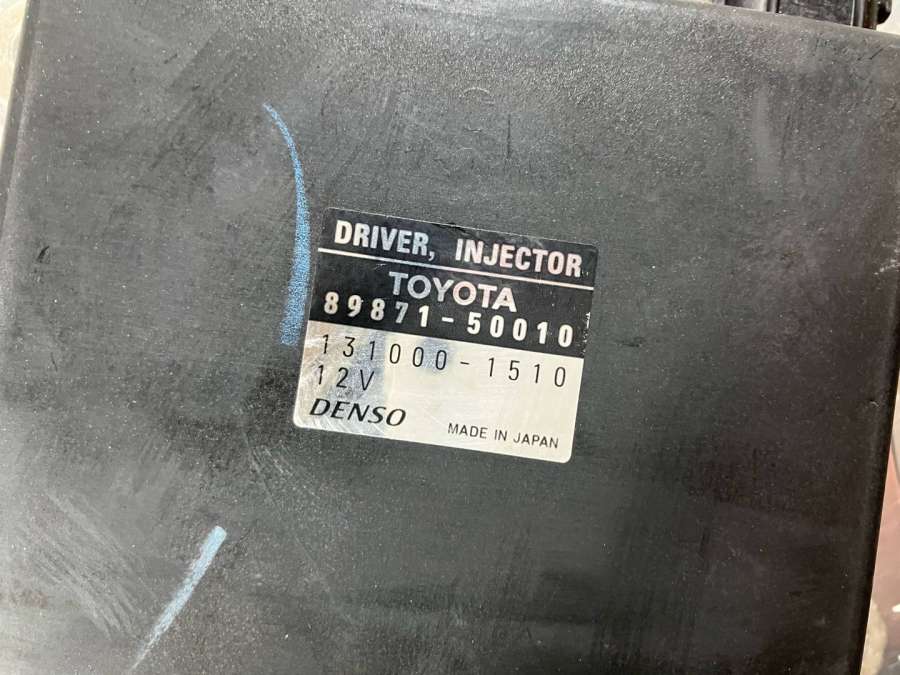 DRIVER, INJECTOR
TOYOTA
89871-50010
131000-1510
12V
DENSO
MADE IN JAPAN